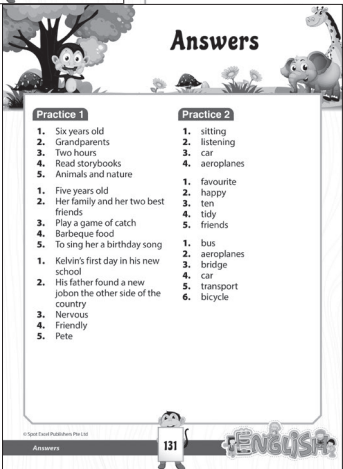 Answers
Practice 1
1. Six years old
2. Grandparents
3. Two hours
4. Read storybooks
5. Animals and nature
1. Five years old
2. Her family and her two best
friends
3. Play a game of catch
4. Barbeque food
5. To sing her a birthday song
1. Kelvin's first day in his new
school
2. His father found a new
jobon the other side of the
country
3. Nervous
4. Friendly
5. Pete
Practice 2
1. sitting
2. listening
3. car
4. aeroplanes
1. favourite
2. happy
3. ten
4. tidy
5. friends
1. bus
2. aeroplanes
3. bridge
4. car
5. transport
6. bicycle
© Spot Excel Publishers Pte Ltd
Answers
131
ENGLISH